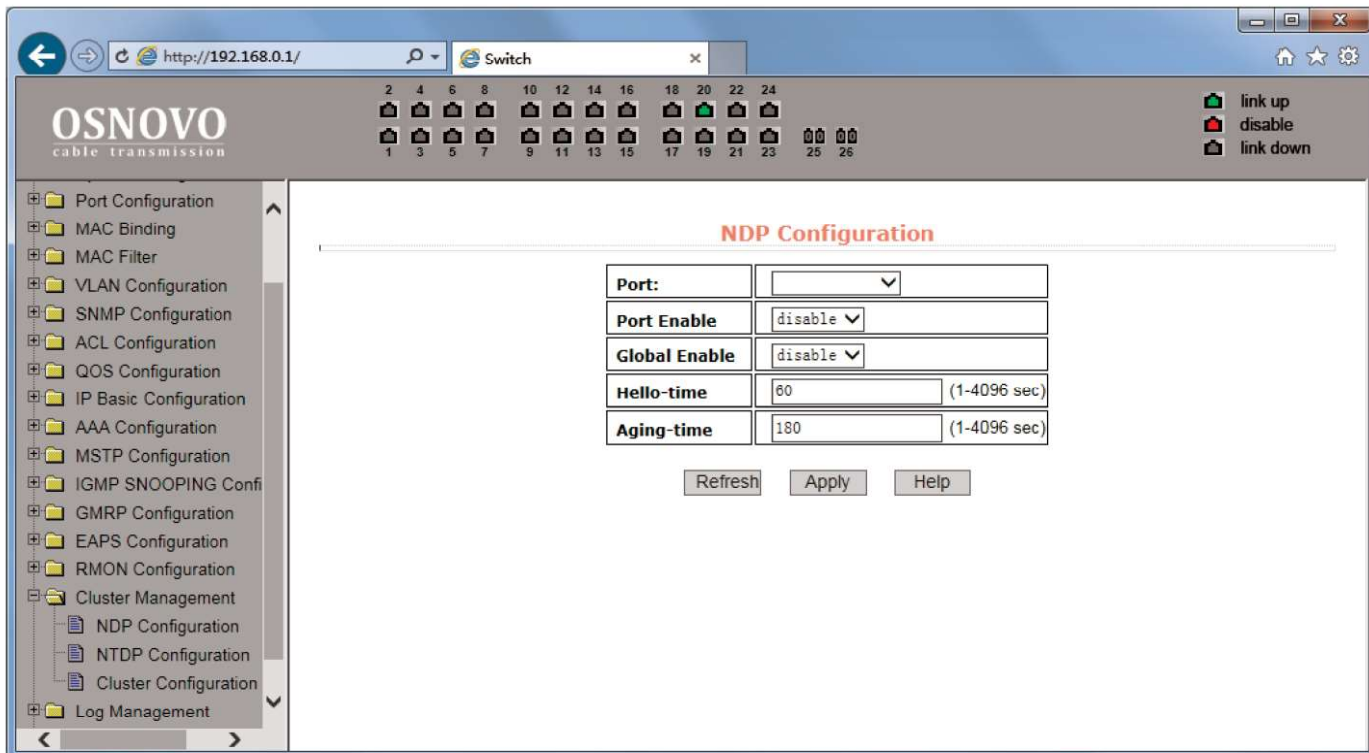 http://192.168.0.1/
Switch
OSNOVO
cable transmission
2 4 6 8 10 12 14 16 18 20 22 24
1 3 5 7 9 11 13 15 17 19 21 23 25 26
link up
disable
link down
Port Configuration
MAC Binding
MAC Filter
VLAN Configuration
SNMP Configuration
ACL Configuration
QOS Configuration
IP Basic Configuration
AAA Configuration
MSTP Configuration
IGMP SNOOPING Confi
GMRP Configuration
EAPS Configuration
RMON Configuration
Cluster Management
NDP Configuration
NTDP Configuration
Cluster Configuration
Log Management
NDP Configuration
Port:
Port Enable disable
Global Enable disable
Hello-time 60 (1-4096 sec)
Aging-time 180 (1-4096 sec)
Refresh Apply Help